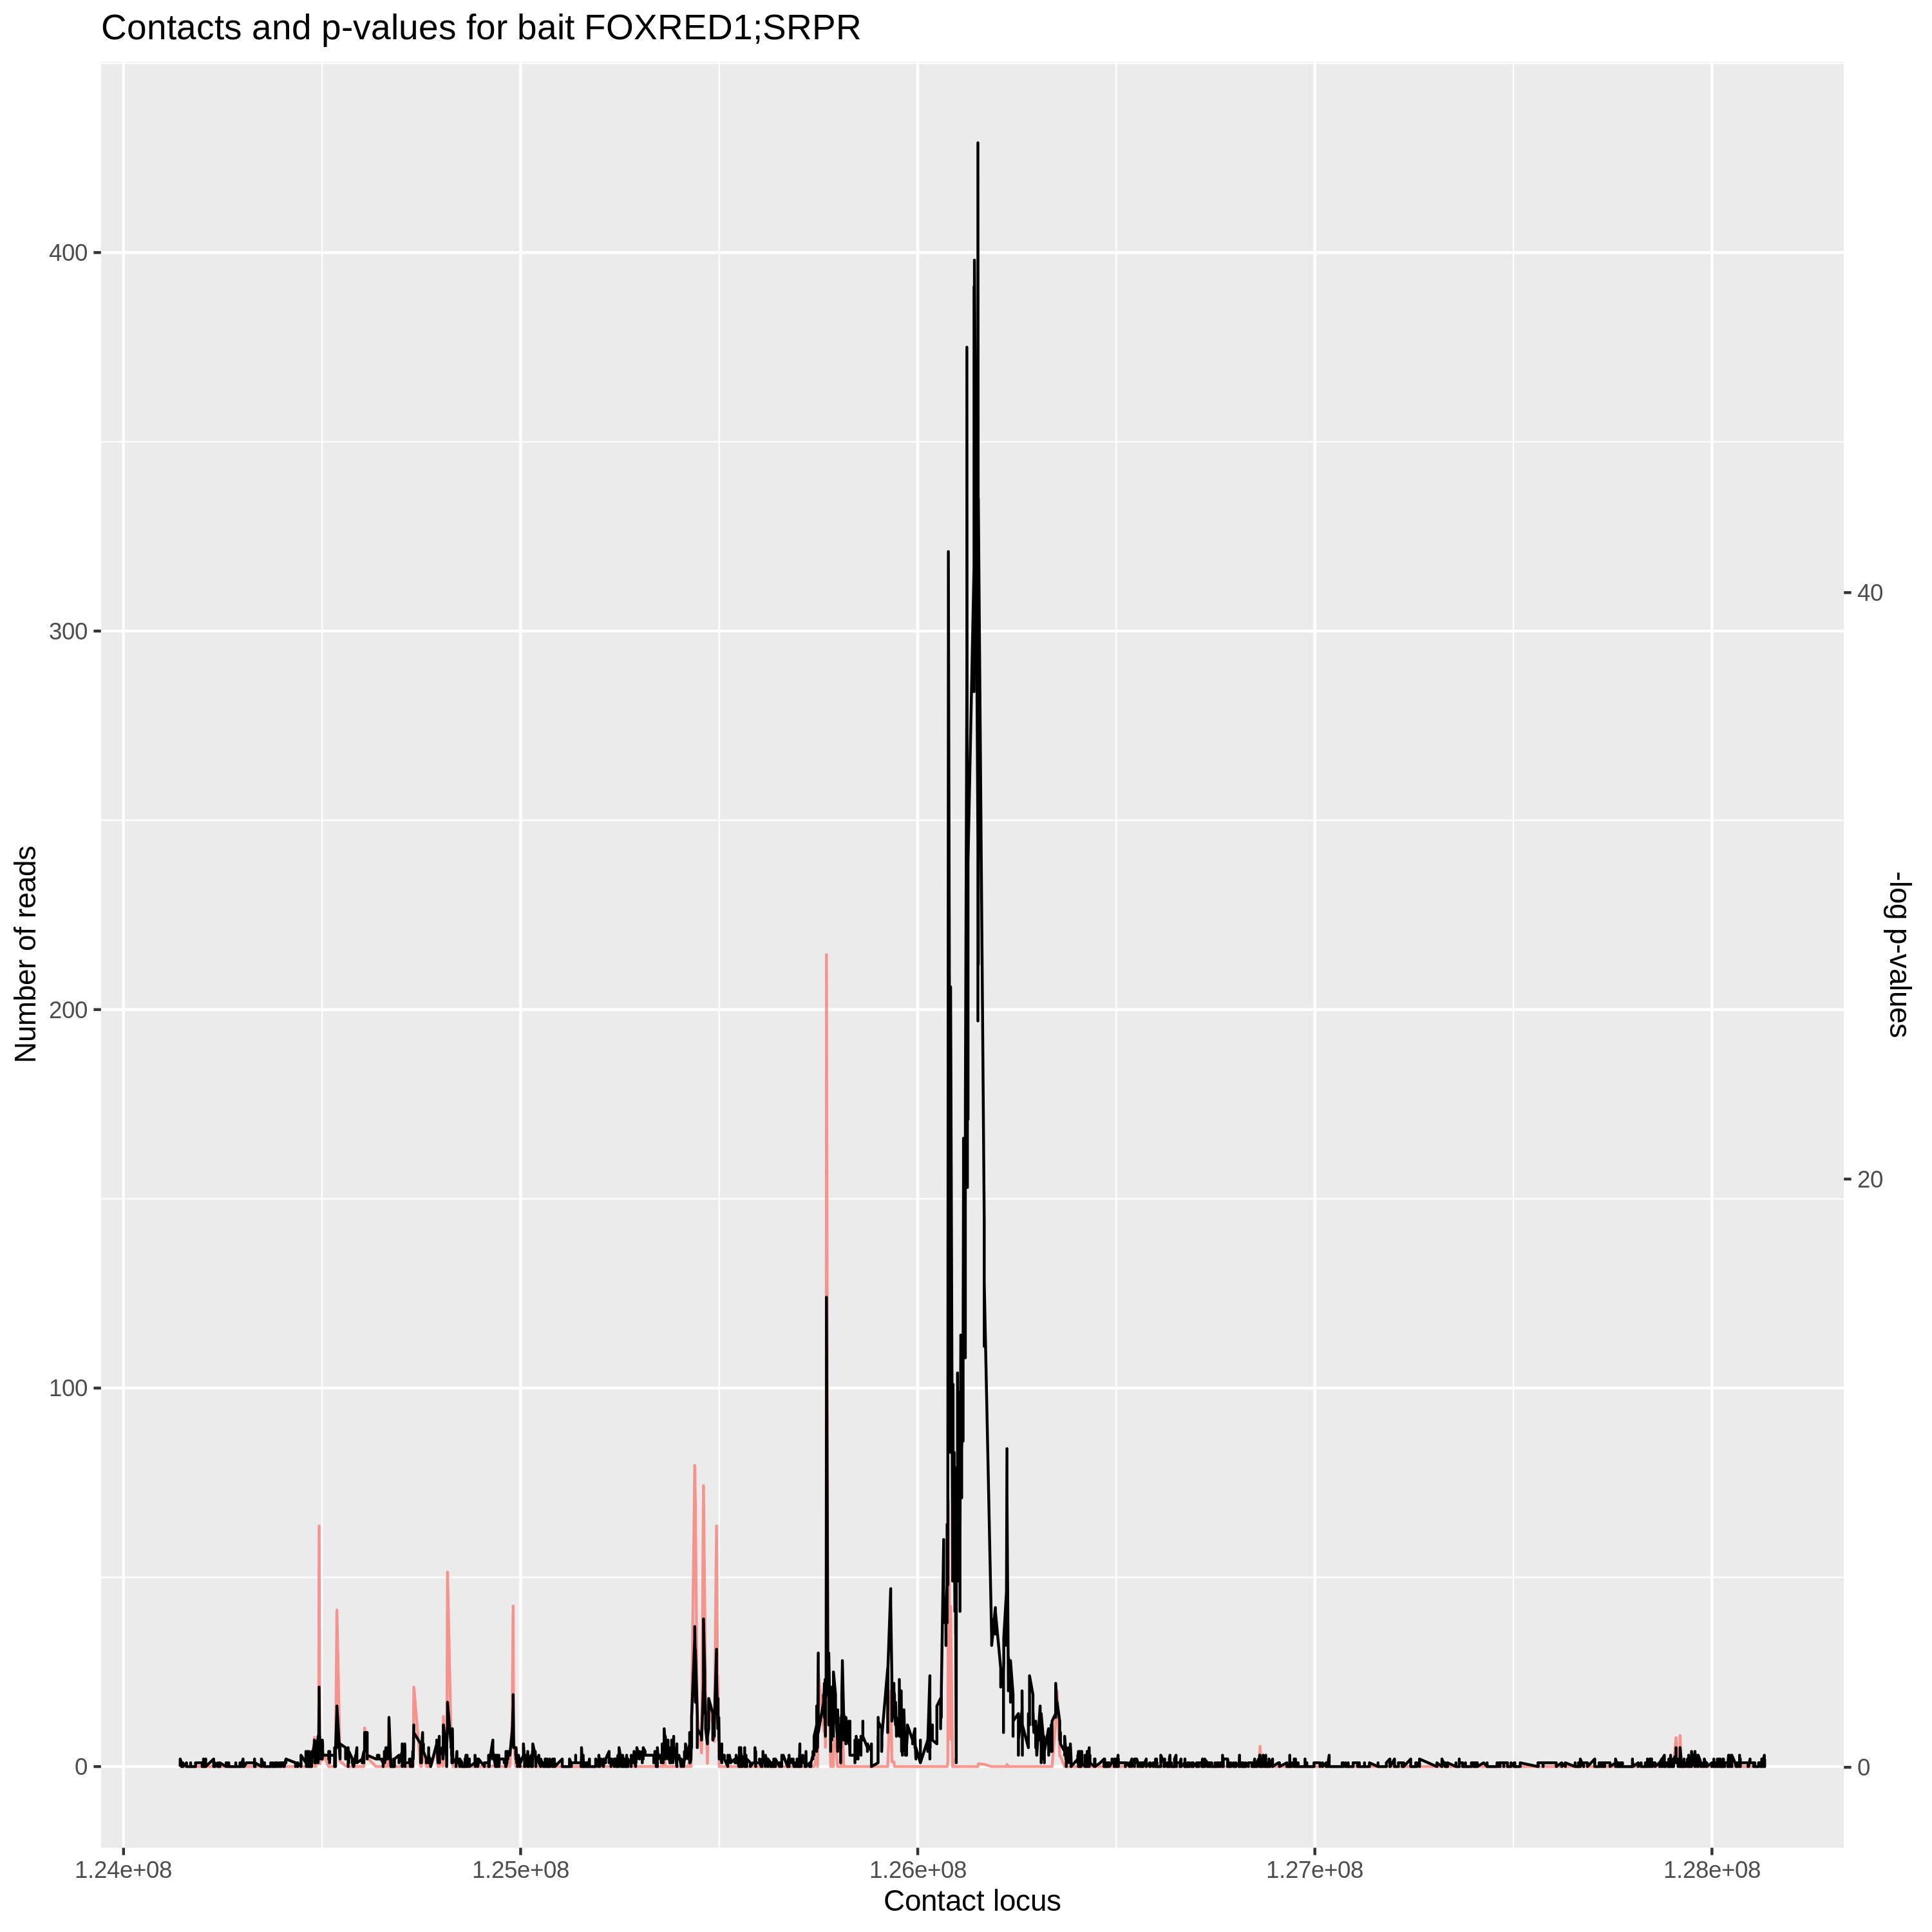 Contacts and p-values for bait FOXRED1;SRPR
Number of reads
400
300
200
100
0
40
20
0
-log p-values
1.24e+08
1.25e+08
1.26e+08
1.27e+08
1.28e+08
Contact locus